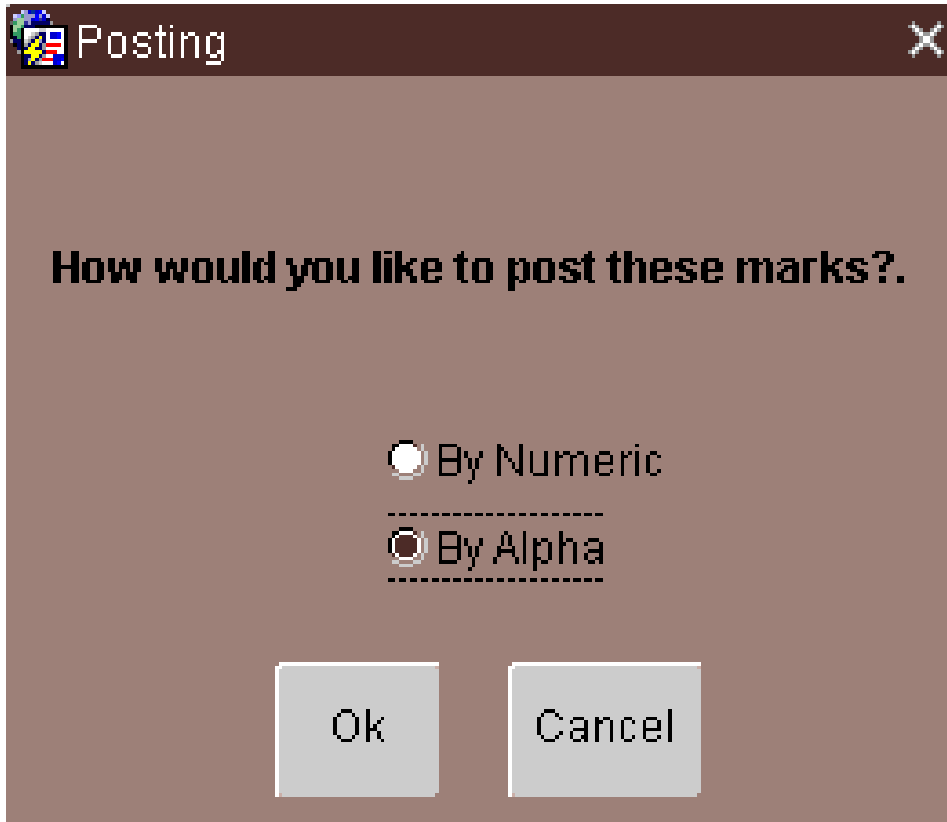 Posting
How would you like to post these marks?.
By Numeric
By Alpha
Ok Cancel